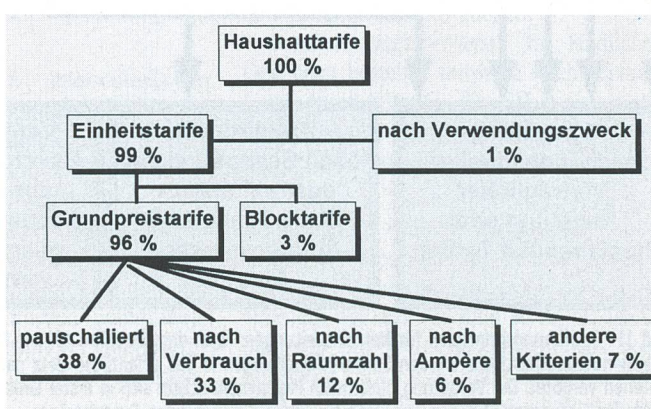 Haushalttarife
100 %
Einheitstarife
99 %
nach Verwendungszweck
1 %
Grundpreistarife
96 %
Blocktarife
3 %
pauschaliert
38 %
nach
Verbrauch
33 %
nach
Raumzahl
12 %
nach
Ampère
6 %
andere
Kriterien 7 %